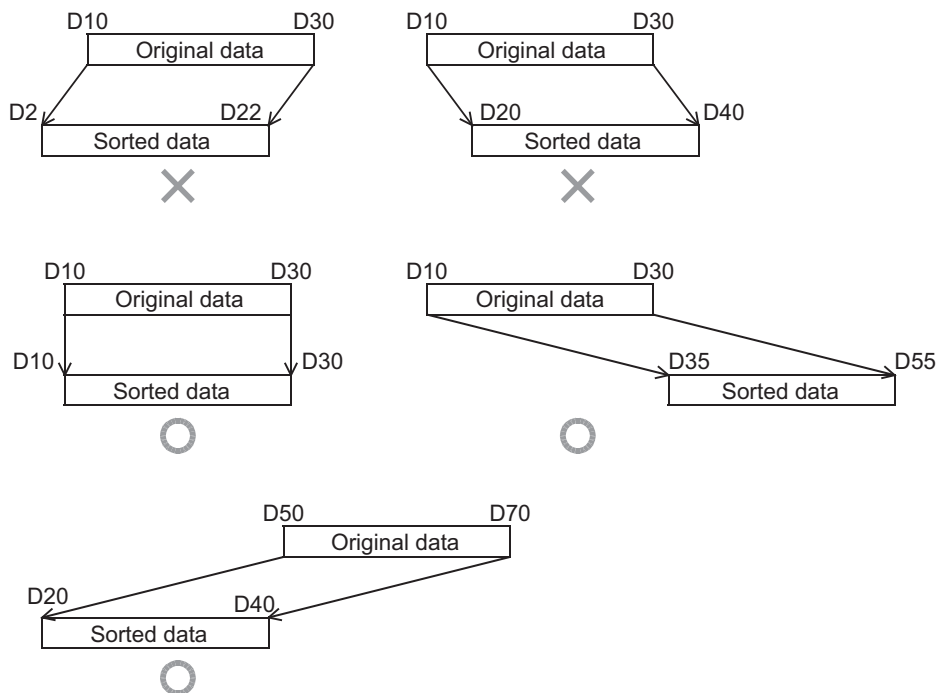 D10 D30 D10 D30
Original data Original data
D2 D22 D20 D40
Sorted data Sorted data
D10 D30 D10 D30
Original data Original data
D10 D30 D35 D55
Sorted data Sorted data
D50 D70
Original data
D20 D40
Sorted data